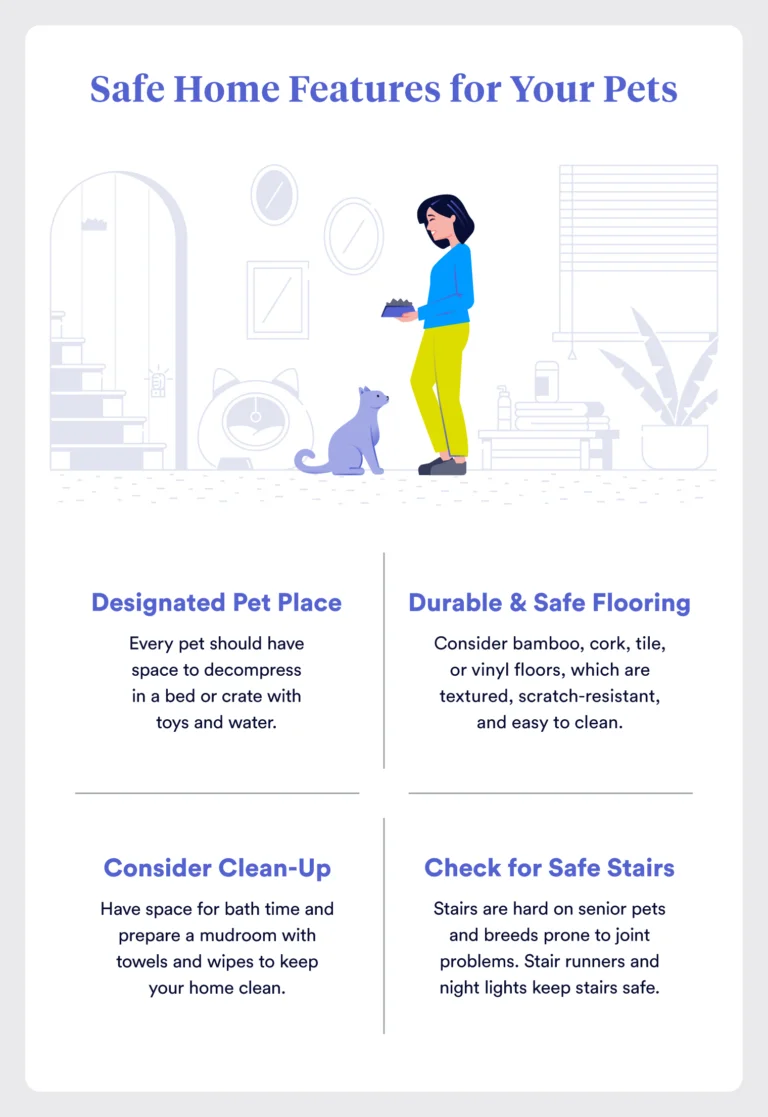 Safe Home Features for Your Pets
Designated Pet Place
Every pet should have
space to decompress
in a bed or crate with
toys and water.
Durable & Safe Flooring
Consider bamboo, cork, tile,
or vinyl floors, which are
textured, scratch-resistant,
and easy to clean.
Consider Clean-Up
Have space for bath time and
prepare a mudroom with
towels and wipes to keep
your home clean.
Check for Safe Stairs
Stairs are hard on senior pets
and breeds prone to joint
problems. Stair runners and
night lights keep stairs safe.